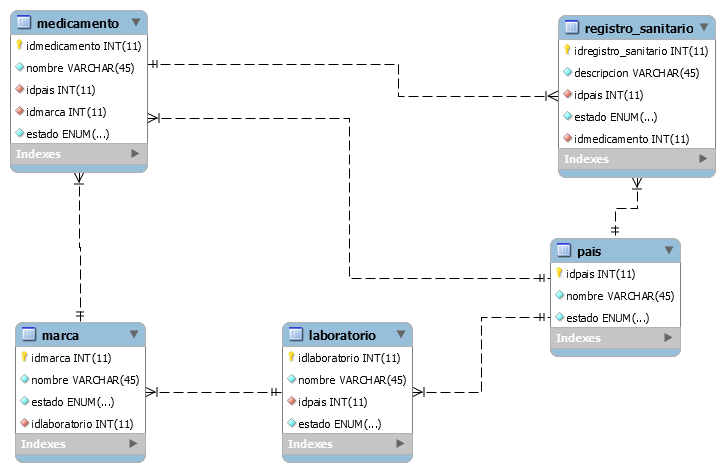 medicamento
idmedicamento INT(11)
nombre VARCHAR(45)
idpais INT(11)
idmarca INT(11)
estado ENUM(...)
Indexes
registro_sanitario
idregistro_sanitario INT(11)
descripcion VARCHAR(45)
idpais INT(11)
estado ENUM(...)
idmedicamento INT(11)
Indexes
pais
idpais INT(11)
nombre VARCHAR(45)
estado ENUM(...)
Indexes
marca
idmarca INT(11)
nombre VARCHAR(45)
estado ENUM(...)
idlaboratorio INT(11)
Indexes
laboratorio
idlaboratorio INT(11)
nombre VARCHAR(45)
idpais INT(11)
estado ENUM(...)
Indexes